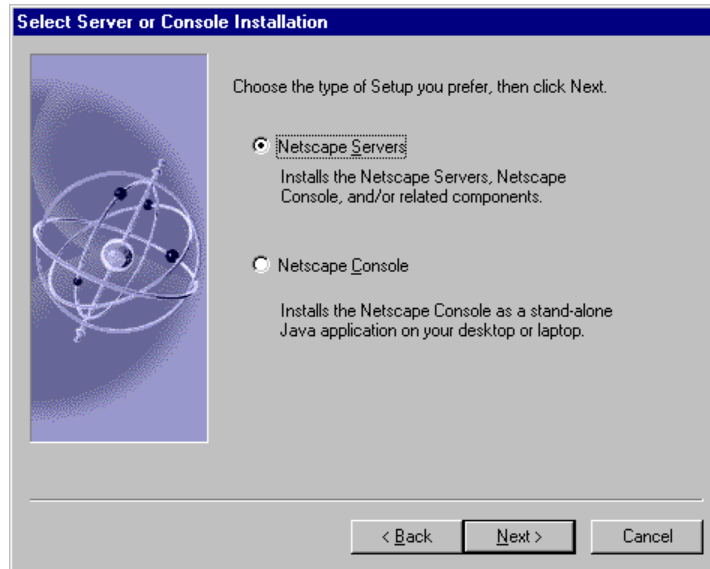 Select Server or Console Installation
Choose the type of Setup you prefer, then click Next.
Netscape Servers
Installs the Netscape Servers, Netscape
Console, and/or related components.
Netscape Console
Installs the Netscape Console as a stand-alone
Java application on your desktop or laptop.
< Back Next > Cancel